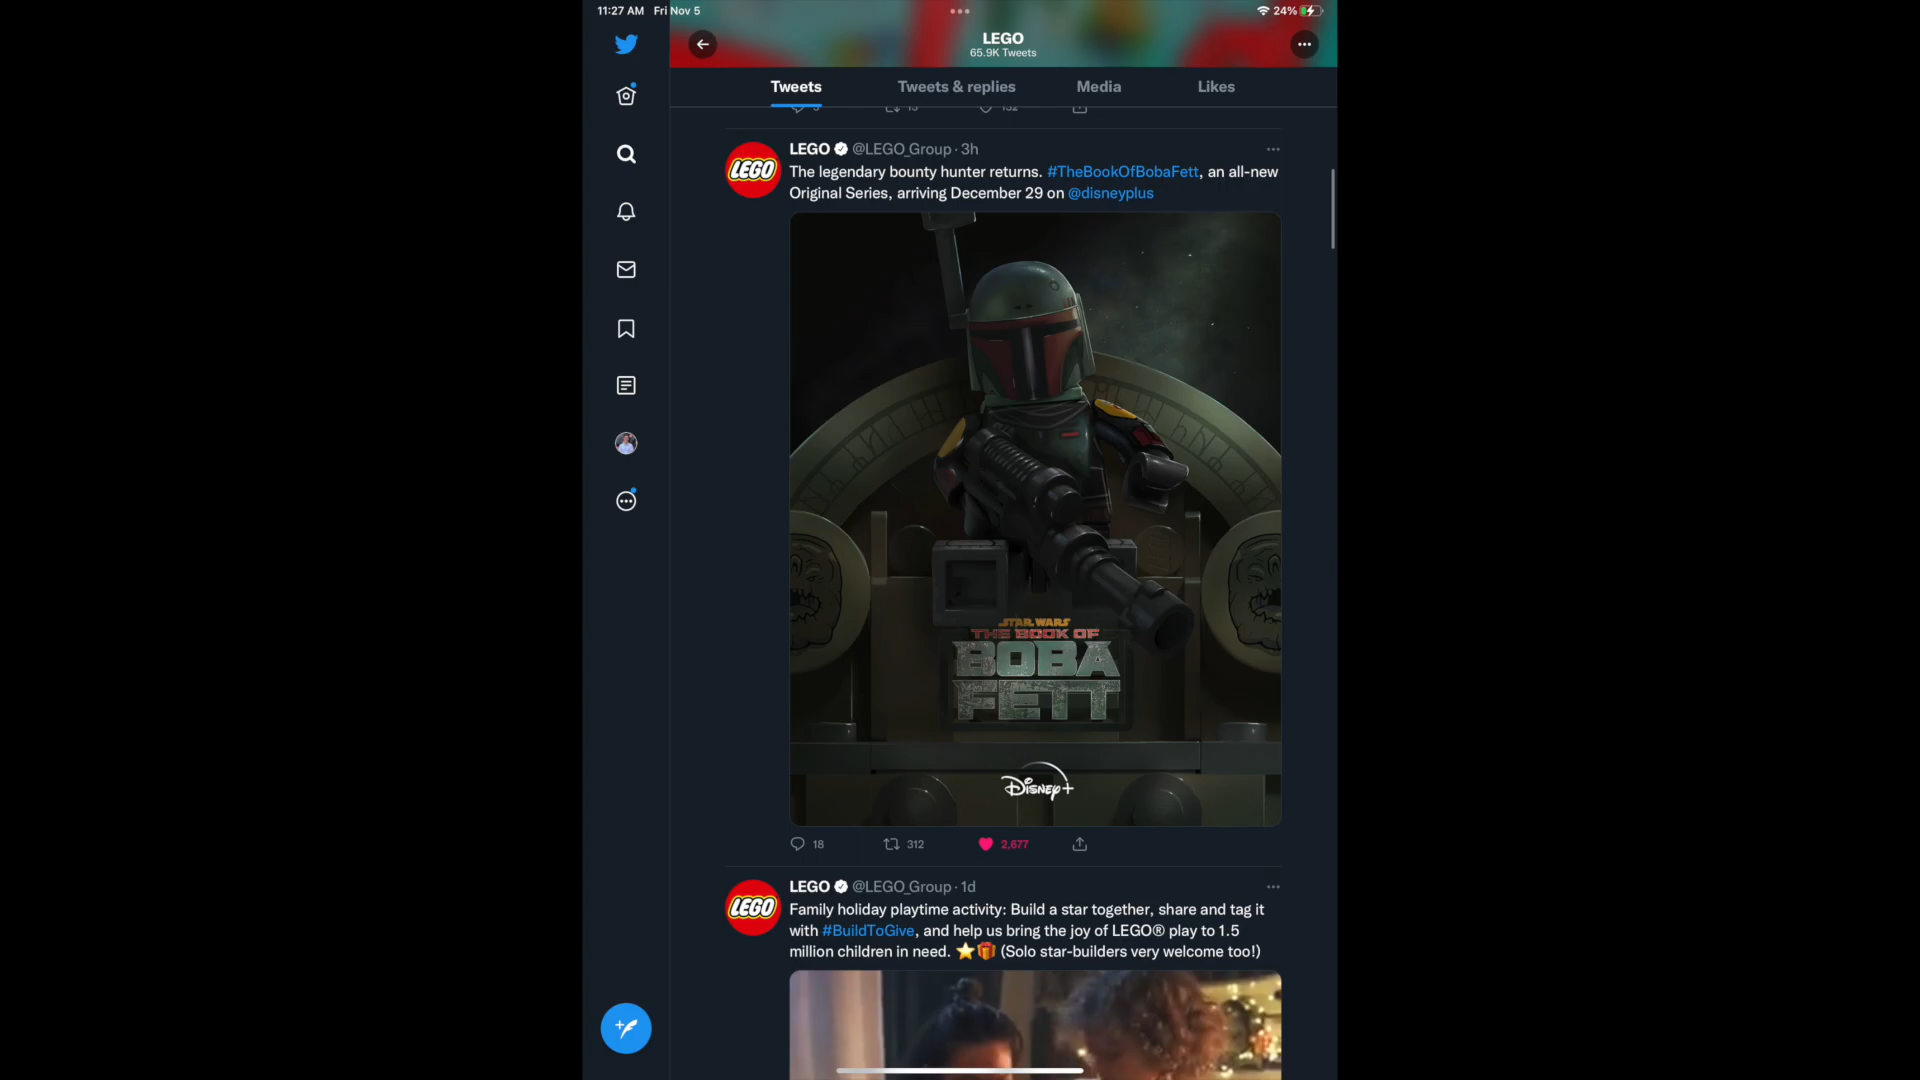 11:27 AM Fri Nov 5
24%
LEGO
65.9K Tweets
Tweets
Tweets & replies
Media
Likes
LEGO @LEGO_Group · 3h
The legendary bounty hunter returns. #TheBookOfBobaFett, an all-new
Original Series, arriving December 29 on @disneyplus
LEGO
STAR WARS
THE BOOK OF
BOBA
FETT
Disney+
18
312
2,677
LEGO @LEGO_Group · 1d
Family holiday playtime activity: Build a star together, share and tag it
LEGO
with #BuildToGive, and help us bring the joy of LEGO® play to 1.5
million children in need. ⭐🎁 (Solo star-builders very welcome too!)